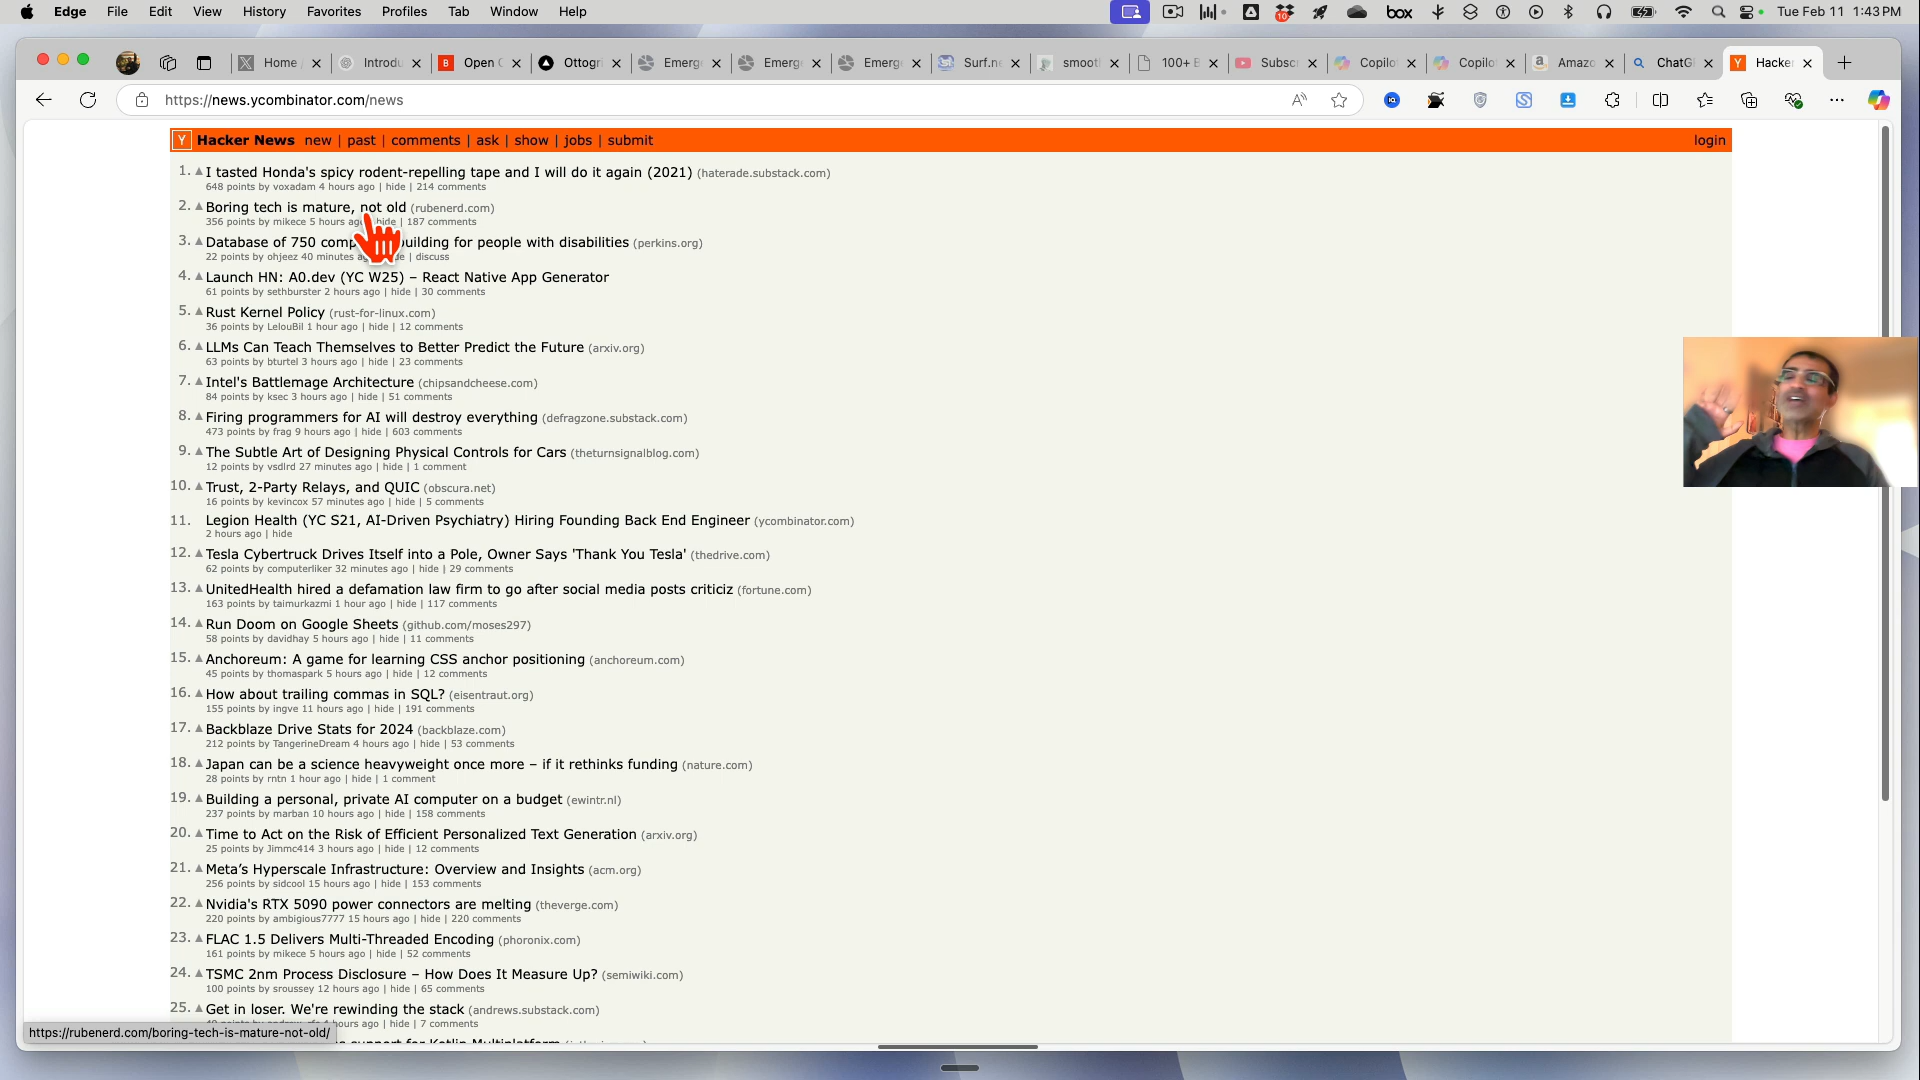 Edge File Edit View History Favorites Profiles Tab Window Help
10
box
Tue Feb 11 1:43 PM
Home
Introdu
Open
Ottogri
Emerge
Emerge
Emerge
Surf.ne
smooth
100+
Subscri
Copilot
Copilot
Amazo
ChatG
Hacker
https://news.ycombinator.com/news
Y Hacker News new | past | comments | ask | show | jobs | submit
login
1. I tasted Honda's spicy rodent-repelling tape and I will do it again (2021) (haterade.substack.com)
648 points by voxadam 4 hours ago | hide | 214 comments
2. Boring tech is mature, not old (rubenerd.com)
356 points by mikece 5 hours ago | hide | 187 comments
3. Database of 750 building for people with disabilities (perkins.org)
22 points by ohjeez 40 minutes | discuss
4. Launch HN: A0.dev (YC W25) – React Native App Generator
61 points by sethburster 2 hours ago | hide | 30 comments
5. Rust Kernel Policy (rust-for-linux.com)
36 points by LelouBil 1 hour ago | hide | 12 comments
6. LLMs Can Teach Themselves to Better Predict the Future (arxiv.org)
63 points by bturtel 3 hours ago | hide | 23 comments
7. Intel's Battlemage Architecture (chipsandcheese.com)
84 points by ksec 3 hours ago | hide | 51 comments
8. Firing programmers for AI will destroy everything (defragzone.substack.com)
473 points by frag 9 hours ago | hide | 603 comments
9. The Subtle Art of Designing Physical Controls for Cars (theturnsignalblog.com)
12 points by vsdlrd 27 minutes ago | hide | 1 comment
10. Trust, 2-Party Relays, and QUIC (obscura.net)
16 points by kevincox 57 minutes ago | hide | 5 comments
11. Legion Health (YC S21, AI-Driven Psychiatry) Hiring Founding Back End Engineer (ycombinator.com)
2 hours ago | hide
12. Tesla Cybertruck Drives Itself into a Pole, Owner Says 'Thank You Tesla' (thedrive.com)
62 points by computerliker 32 minutes ago | hide | 29 comments
13. UnitedHealth hired a defamation law firm to go after social media posts criticiz (fortune.com)
163 points by taimurkazmi 1 hour ago | hide | 117 comments
14. Run Doom on Google Sheets (github.com/moses297)
58 points by davidhay 5 hours ago | hide | 11 comments
15. Anchoreum: A game for learning CSS anchor positioning (anchoreum.com)
45 points by thomaspark 5 hours ago | hide | 12 comments
16. How about trailing commas in SQL? (eisentraut.org)
155 points by ingve 11 hours ago | hide | 191 comments
17. Backblaze Drive Stats for 2024 (backblaze.com)
212 points by TangerineDream 4 hours ago | hide | 53 comments
18. Japan can be a science heavyweight once more – if it rethinks funding (nature.com)
28 points by rntn 1 hour ago | hide | 1 comment
19. Building a personal, private AI computer on a budget (ewintr.nl)
237 points by marban 10 hours ago | hide | 158 comments
20. Time to Act on the Risk of Efficient Personalized Text Generation (arxiv.org)
25 points by Jimmc414 3 hours ago | hide | 12 comments
21. Meta’s Hyperscale Infrastructure: Overview and Insights (acm.org)
256 points by sidcool 15 hours ago | hide | 153 comments
22. Nvidia's RTX 5090 power connectors are melting (theverge.com)
220 points by ambigious7777 15 hours ago | hide | 220 comments
23. FLAC 1.5 Delivers Multi-Threaded Encoding (phoronix.com)
161 points by mikece 5 hours ago | hide | 52 comments
24. TSMC 2nm Process Disclosure – How Does It Measure Up? (semiwiki.com)
100 points by sroussey 12 hours ago | hide | 65 comments
25. Get in loser. We're rewinding the stack (andrews.substack.com)
hours ago | hide | 7 comments
https://rubenerd.com/boring-tech-is-mature-not-old/
support for Kotlin Multiplatform